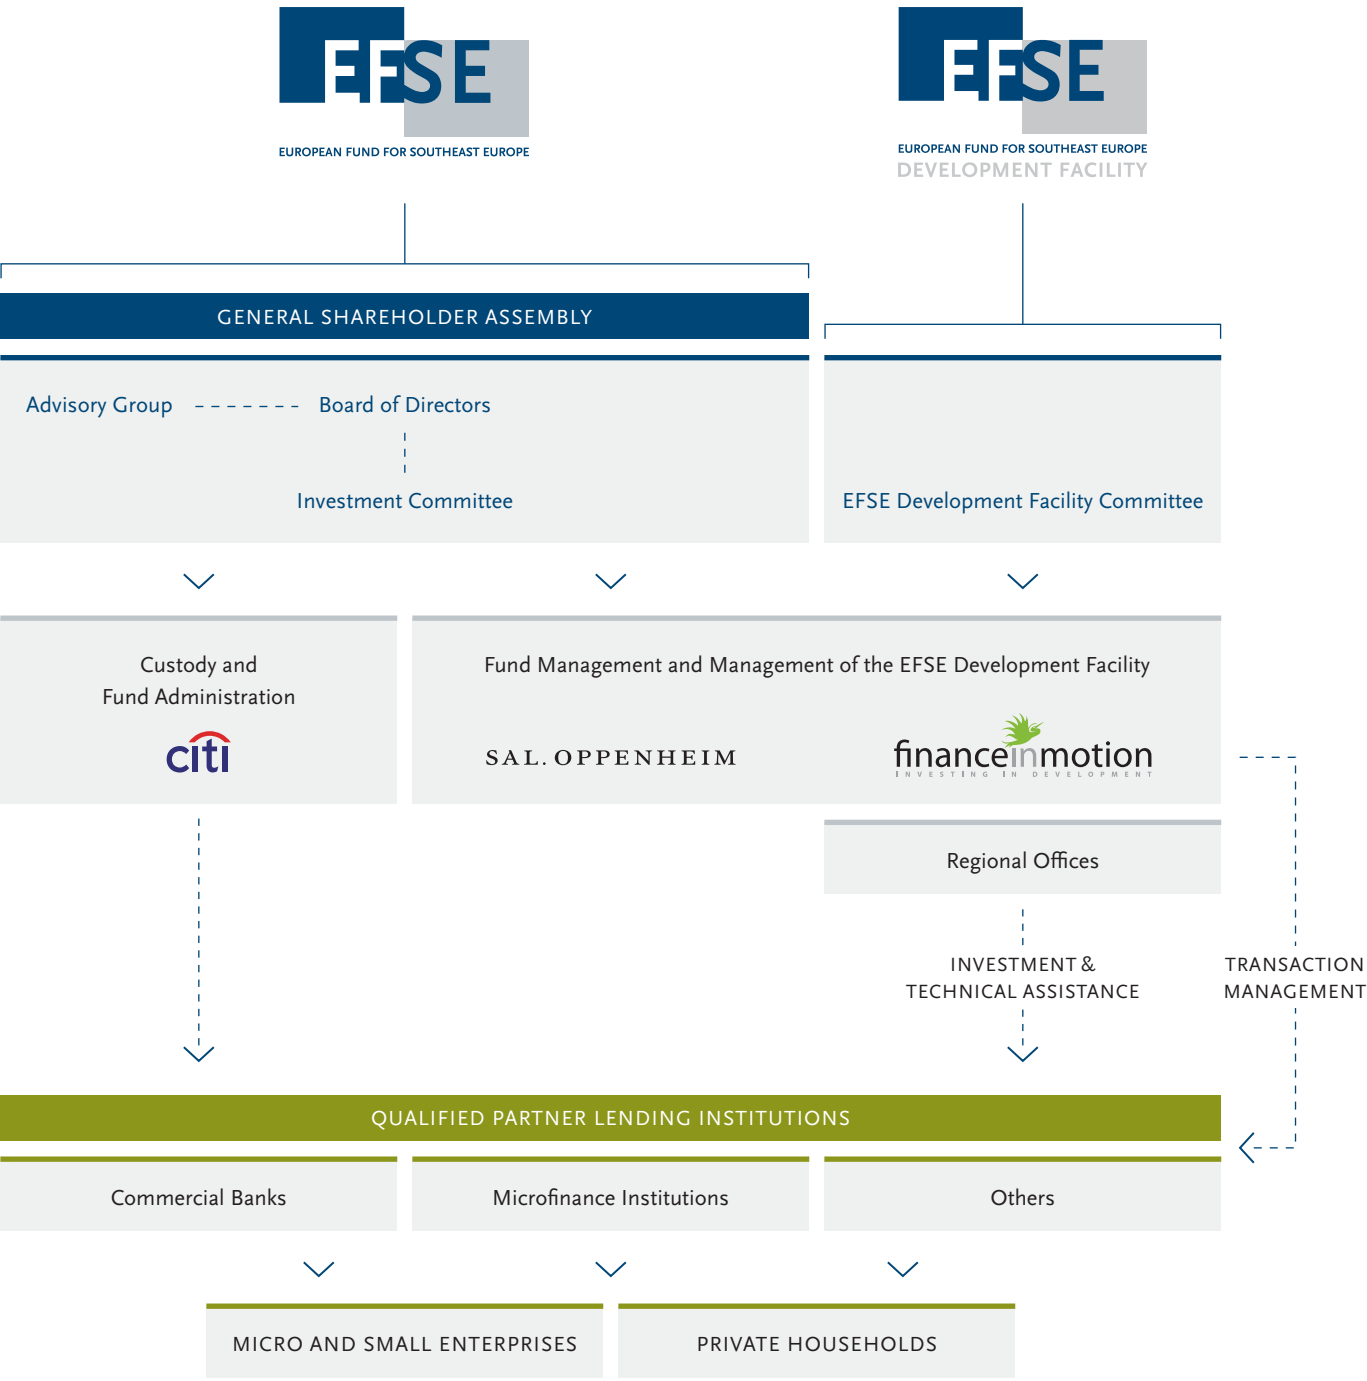 EFSE
EUROPEAN FUND FOR SOUTHEAST EUROPE
EFSE
EUROPEAN FUND FOR SOUTHEAST EUROPE
DEVELOPMENT FACILITY
GENERAL SHAREHOLDER ASSEMBLY
Advisory Group
Board of Directors
Investment Committee
EFSE Development Facility Committee
Custody and
Fund Administration
citi
Fund Management and Management of the EFSE Development Facility
SAL. OPPENHEIM
financeinmotion
INVESTING IN DEVELOPMENT
Regional Offices
INVESTMENT &
TECHNICAL ASSISTANCE
TRANSACTION
MANAGEMENT
QUALIFIED PARTNER LENDING INSTITUTIONS
Commercial Banks
Microfinance Institutions
Others
MICRO AND SMALL ENTERPRISES
PRIVATE HOUSEHOLDS